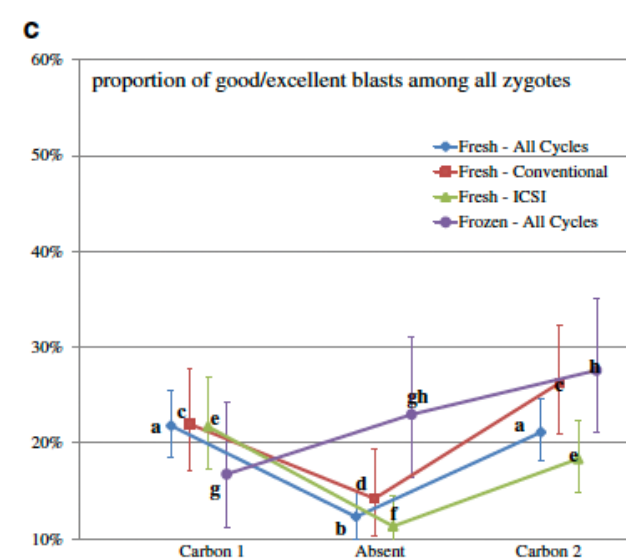 C
60%
proportion of good/excellent blasts among all zygotes
50%
Fresh - All Cycles
Fresh - Conventional
Fresh - ICSI
Frozen - All Cycles
40%
30%
20%
10%
a
c
e
g
b
d
f
gh
a
c
e
h
Carbon 1
Absent
Carbon 2